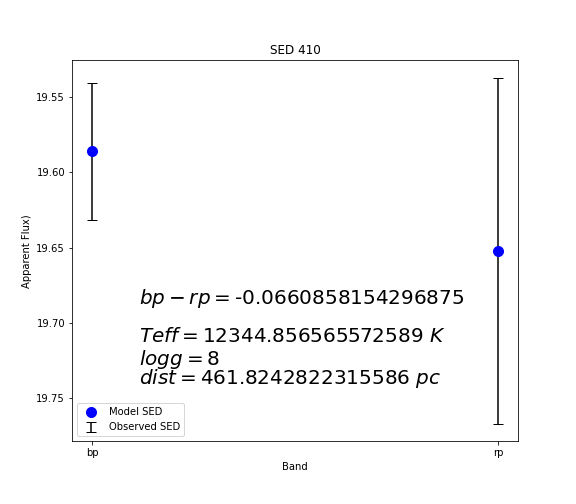 SED 410
19.55
19.60
19.65
19.70
19.75
Apparent Flux)
bp − rp = -0.0660858154296875
Teff = 12344.856565572589 K
logg = 8
dist = 461.8242822315586 pc
Model SED
Observed SED
bp
rp
Band